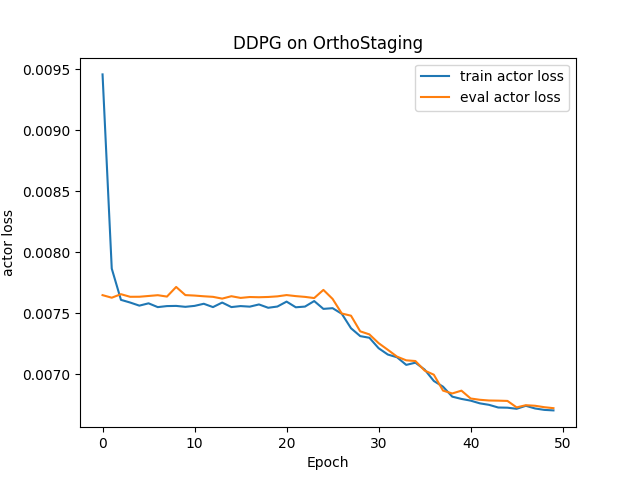 DDPG on OrthoStaging
train actor loss
eval actor loss
actor loss
0.0095
0.0090
0.0085
0.0080
0.0075
0.0070
0
10
20
30
40
50
Epoch